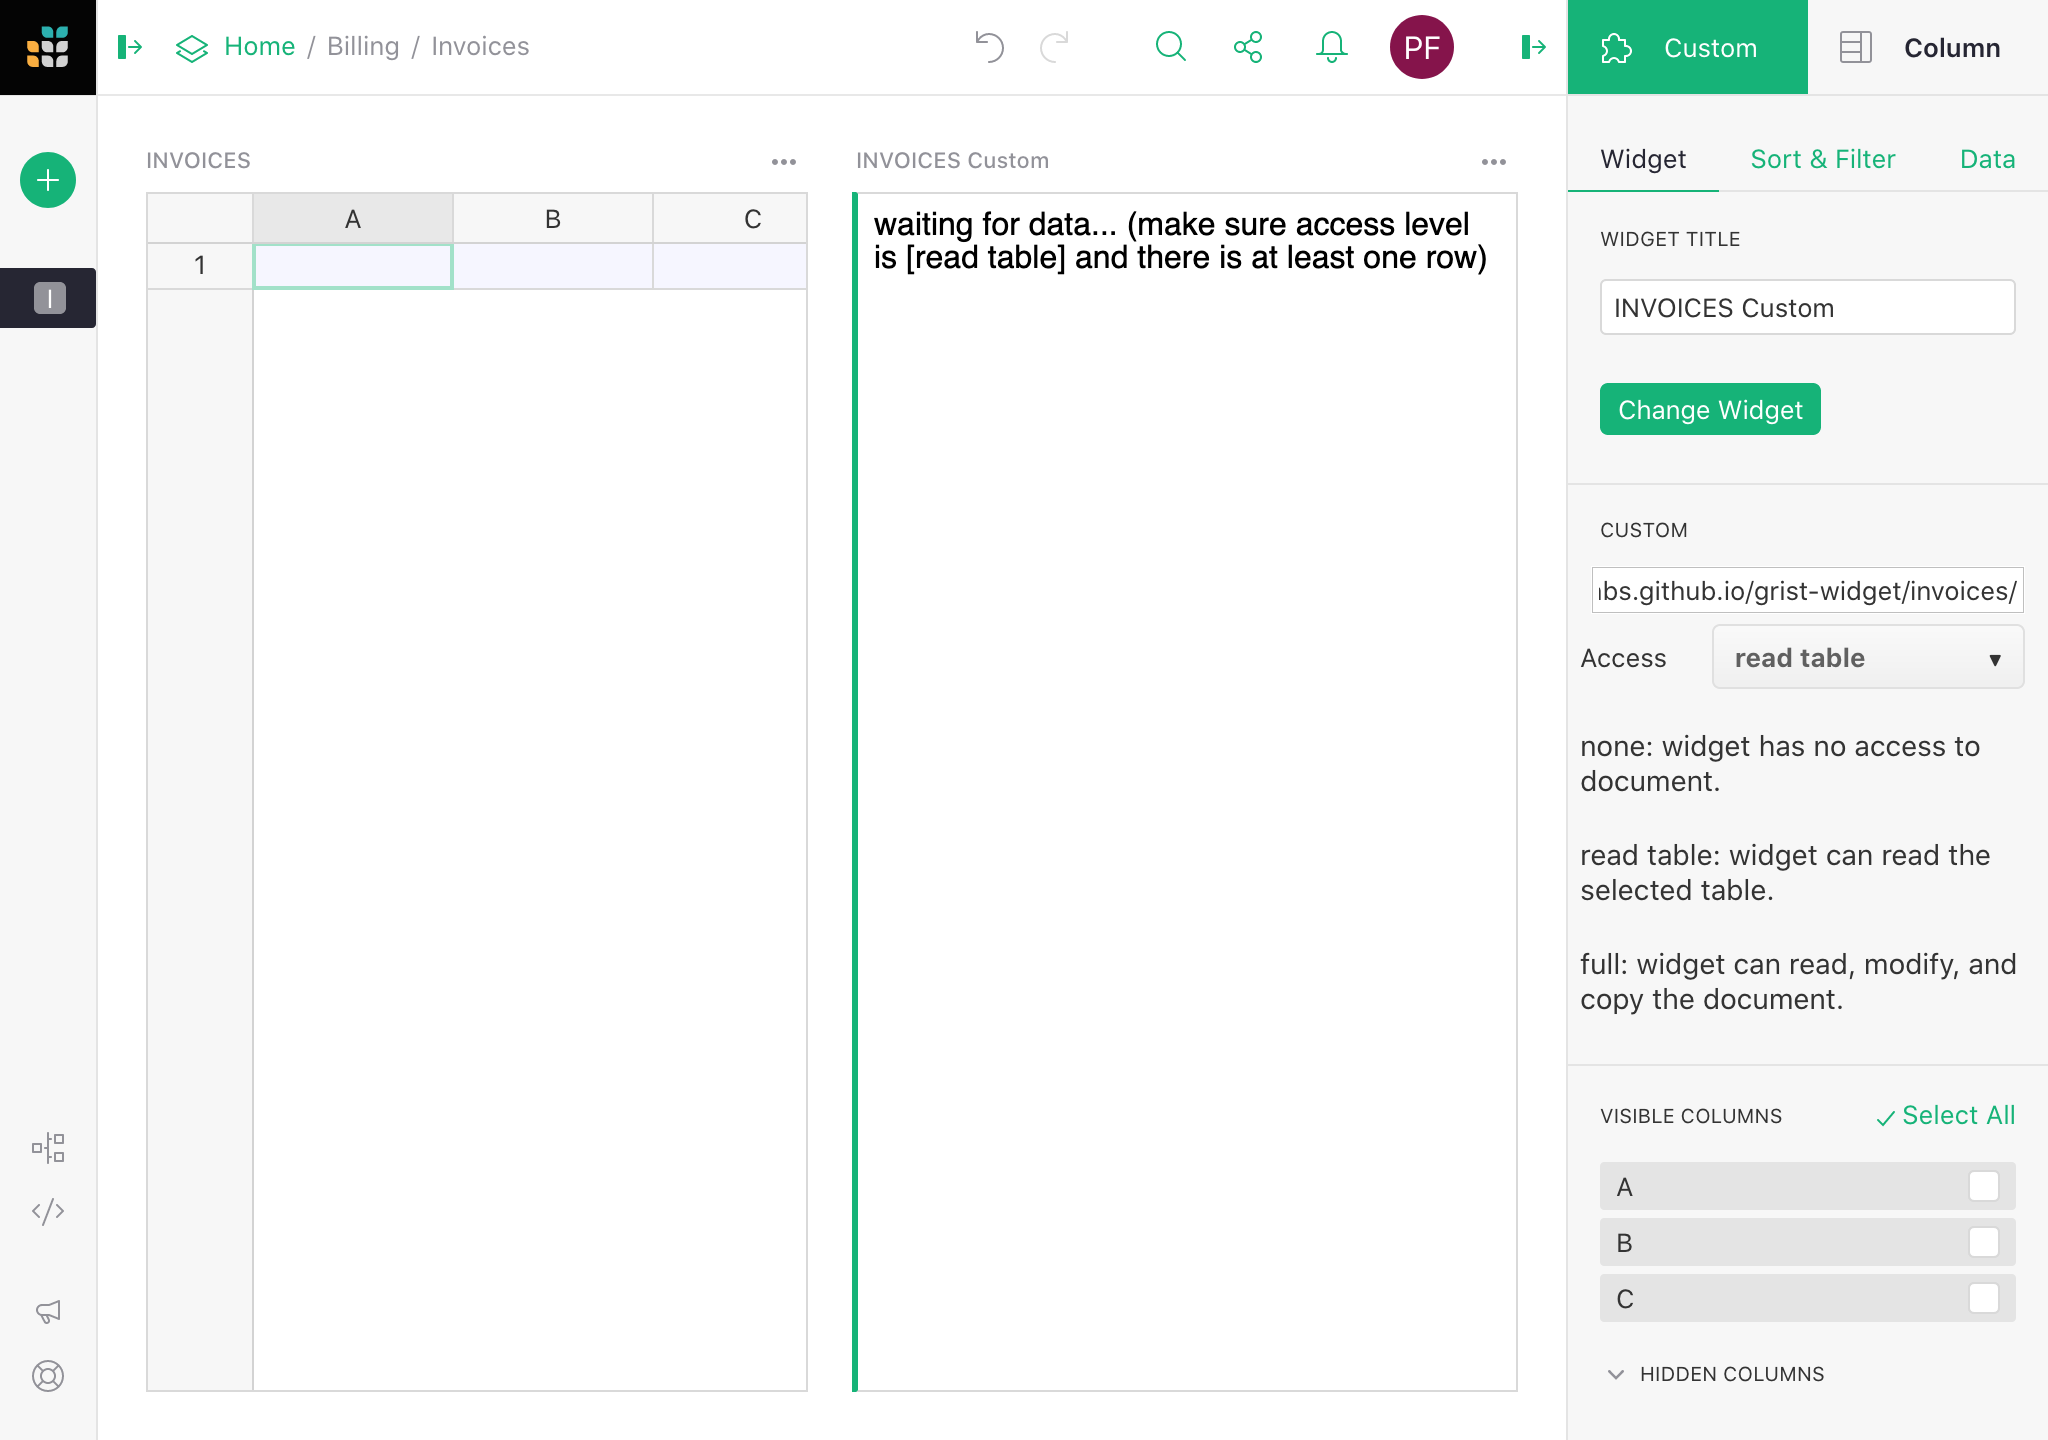 Home / Billing / Invoices
PF
Custom
Column
INVOICES
A
B
C
1
I
INVOICES Custom
waiting for data... (make sure access level
is [read table] and there is at least one row)
Widget
Sort & Filter
Data
WIDGET TITLE
INVOICES Custom
Change Widget
CUSTOM
bs.github.io/grist-widget/invoices/
Access
read table
none: widget has no access to
document.
read table: widget can read the
selected table.
full: widget can read, modify, and
copy the document.
VISIBLE COLUMNS
Select All
A
B
C
HIDDEN COLUMNS